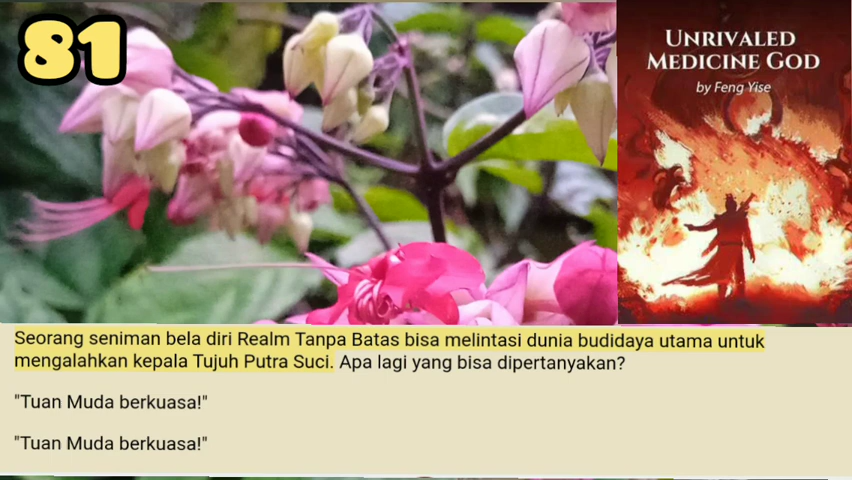 81
UNRIVALED
MEDICINE GOD
by Feng Yise
Seorang seniman bela diri Realm Tanpa Batas bisa melintasi dunia budidaya utama untuk
mengalahkan kepala Tujuh Putra Suci. Apa lagi yang bisa dipertanyakan?
"Tuan Muda berkuasa!"
"Tuan Muda berkuasa!"